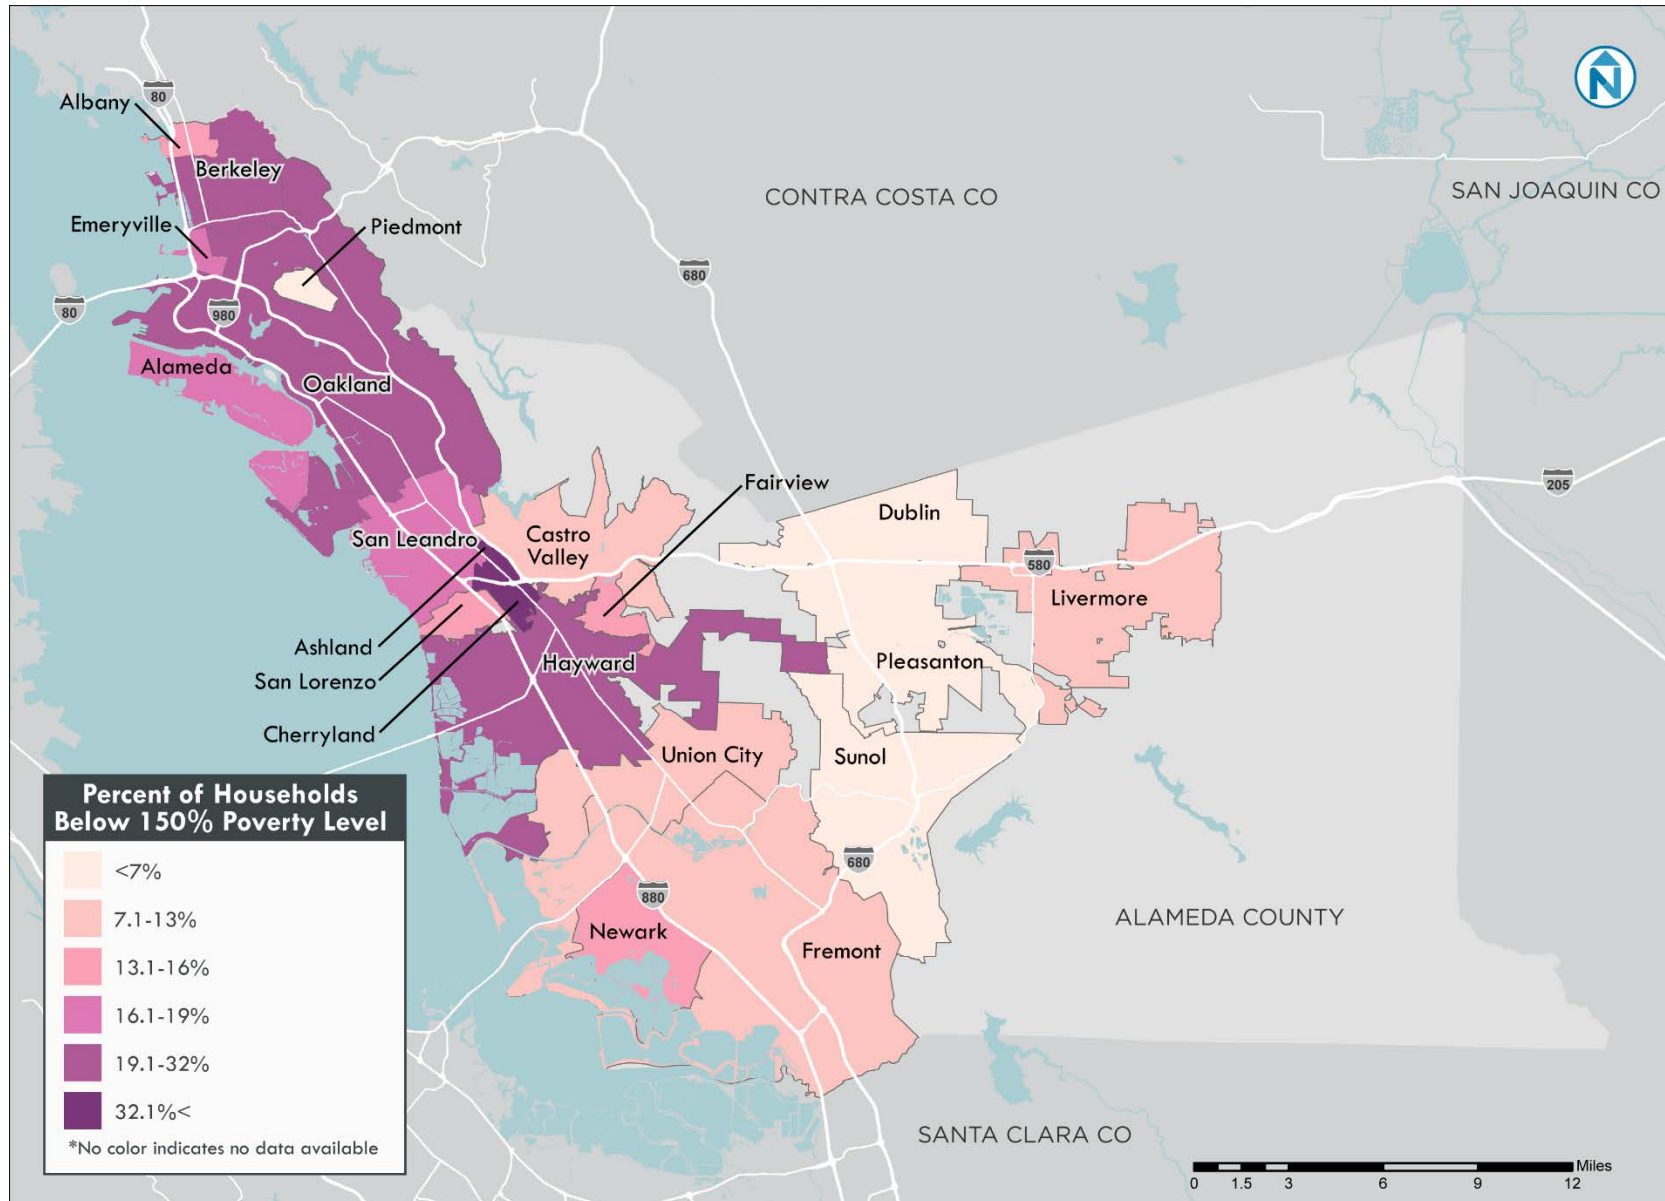 N
80
Albany
Berkeley
CONTRA COSTA CO
SAN JOAQUIN CO
Emeryville
Piedmont
680
80
980
Alameda
Oakland
Fairview
205
Dublin
San Leandro
Castro
Valley
580
Livermore
Ashland
San Lorenzo
Hayward
Pleasanton
Cherryland
Union City
Sunol
Percent of Households
Below 150% Poverty Level
<7%
7.1-13%
13.1-16%
16.1-19%
19.1-32%
32.1%<
*No color indicates no data available
680
880
Newark
Fremont
ALAMEDA COUNTY
SANTA CLARA CO
Miles
0 1.5 3 6 9 12